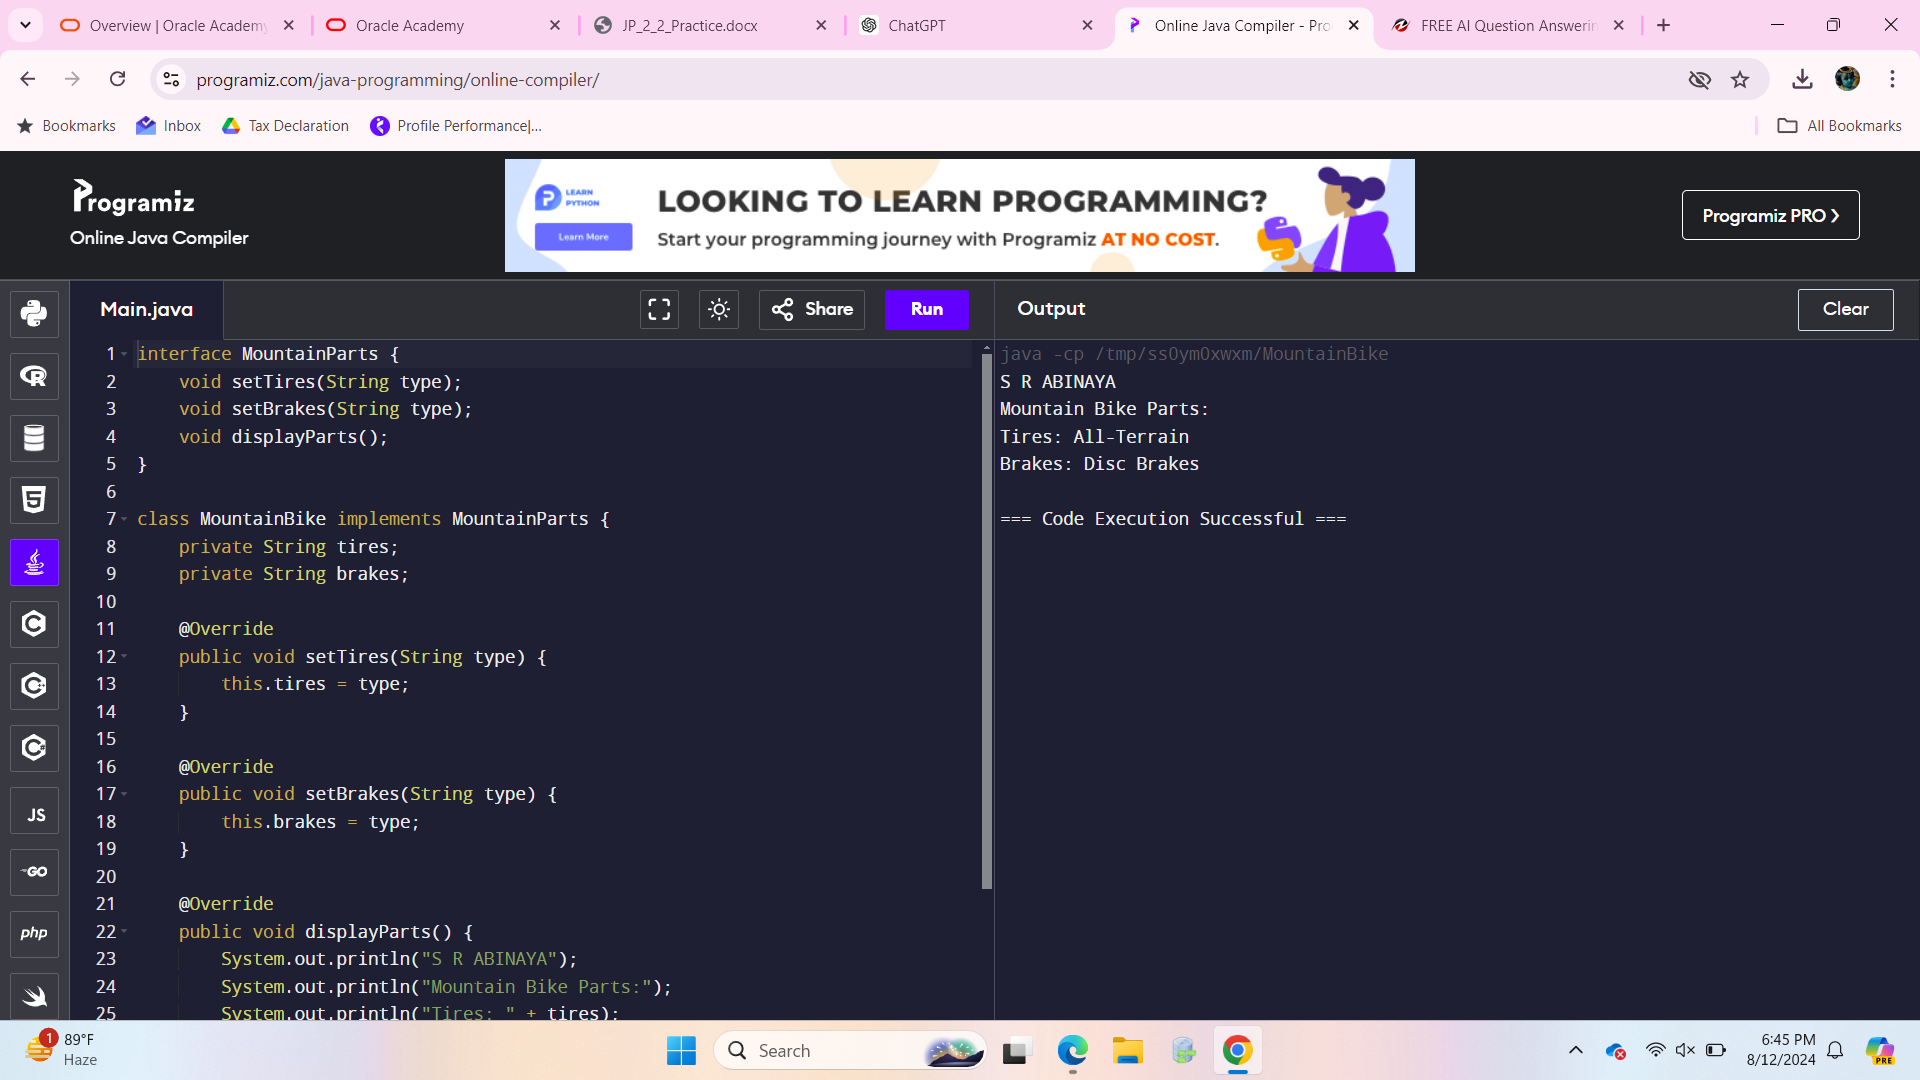 Overview | Oracle Academy
Oracle Academy
JP_2_2_Practice.docx
ChatGPT
Online Java Compiler - Pro
FREE AI Question Answerin
programiz.com/java-programming/online-compiler/
Bookmarks
Inbox
Tax Declaration
Profile Performance|...
All Bookmarks
Programiz
Online Java Compiler
LEARN
PYTHON
Learn More
LOOKING TO LEARN PROGRAMMING?
Start your programming journey with Programiz AT NO COST.
Programiz PRO
Main.java
Share
Run
Output
Clear
1 interface MountainParts {
2 void setTires(String type);
3 void setBrakes(String type);
4 void displayParts();
5 }
6
7 class MountainBike implements MountainParts {
8 private String tires;
9 private String brakes;
10
11 @Override
12 public void setTires(String type) {
13 this.tires = type;
14 }
15
16 @Override
17 public void setBrakes(String type) {
18 this.brakes = type;
19 }
20
21 @Override
22 public void displayParts() {
23 System.out.println("S R ABINAYA");
24 System.out.println("Mountain Bike Parts:");
25 System.out.println("Tires: " + tires);
java -cp /tmp/ssOymOxwxm/MountainBike
S R ABINAYA
Mountain Bike Parts:
Tires: All-Terrain
Brakes: Disc Brakes
=== Code Execution Successful ===
JS
GO
php
1
89°F
Haze
Search
6:45 PM
8/12/2024
PRE